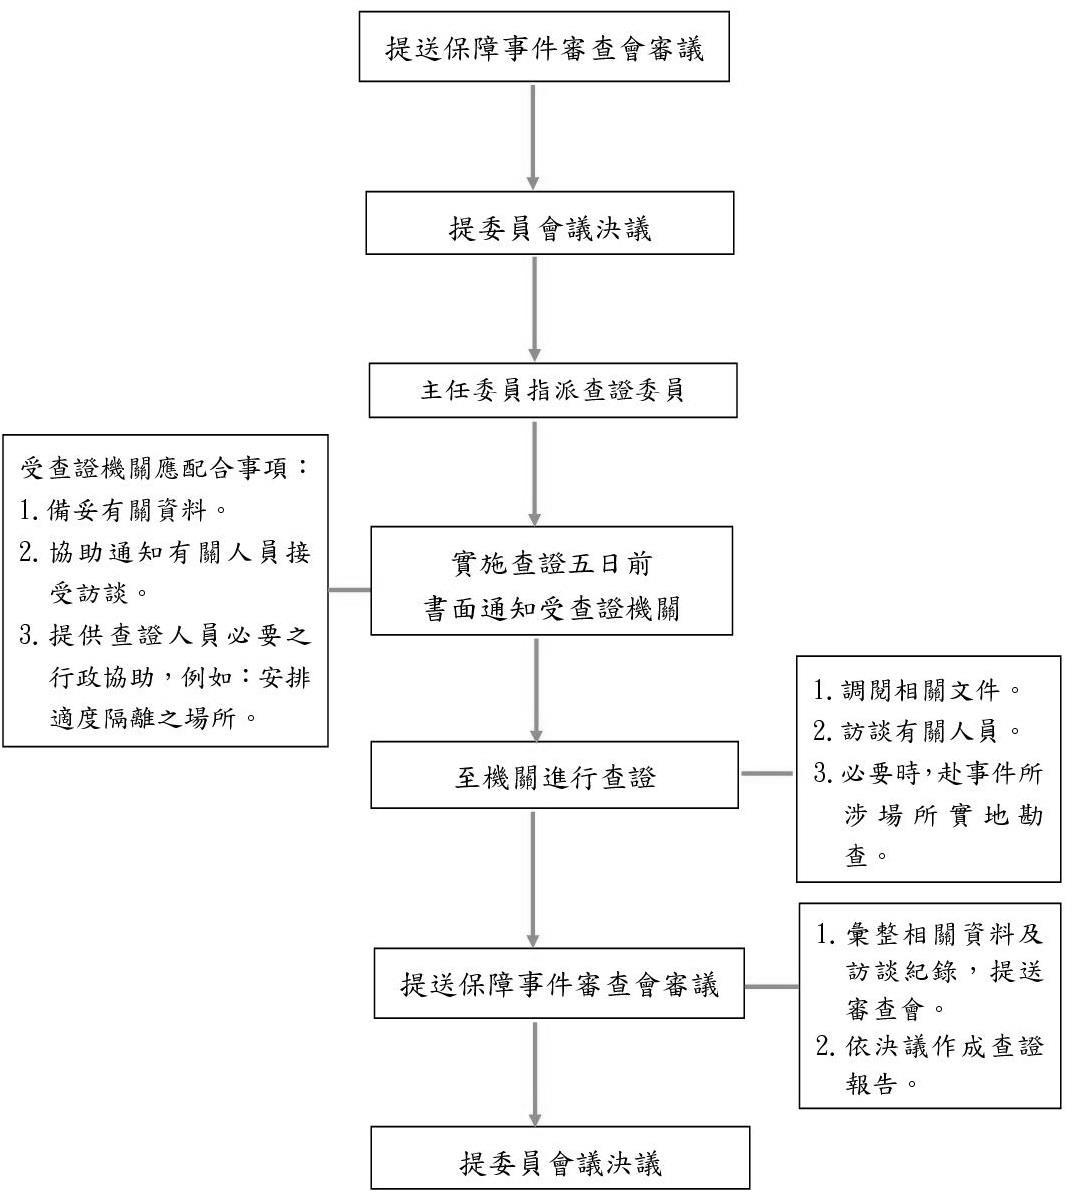 提送保障事件審查會審議
提委員會議決議
主任委員指派查證委員
受查證機關應配合事項：
1. 備妥有關資料。
2. 協助通知有關人員接
受訪談。
3. 提供查證人員必要之
行政協助，例如：安排
適度隔離之場所。
實施查證五日前
書面通知受查證機關
至機關進行查證
1. 調閱相關文件。
2. 訪談有關人員。
3. 必要時，赴事件所
涉場所實地勘
查。
提送保障事件審查會審議
1. 彙整相關資料及
訪談紀錄，提送
審查會。
2. 依決議作成查證
報告。
提委員會議決議